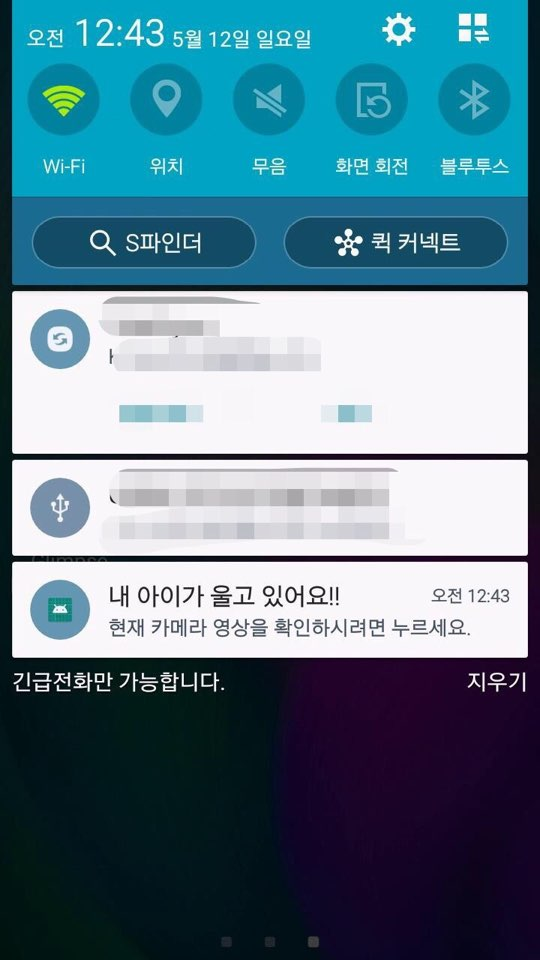 오전 12:43 5월 12일 일요일
Wi-Fi 위치 무음 화면 회전 블루투스
S파인더 퀵 커넥트
Glimpse
내 아이가 울고 있어요!! 오전 12:43
현재 카메라 영상을 확인하시려면 누르세요.
긴급전화만 가능합니다. 지우기